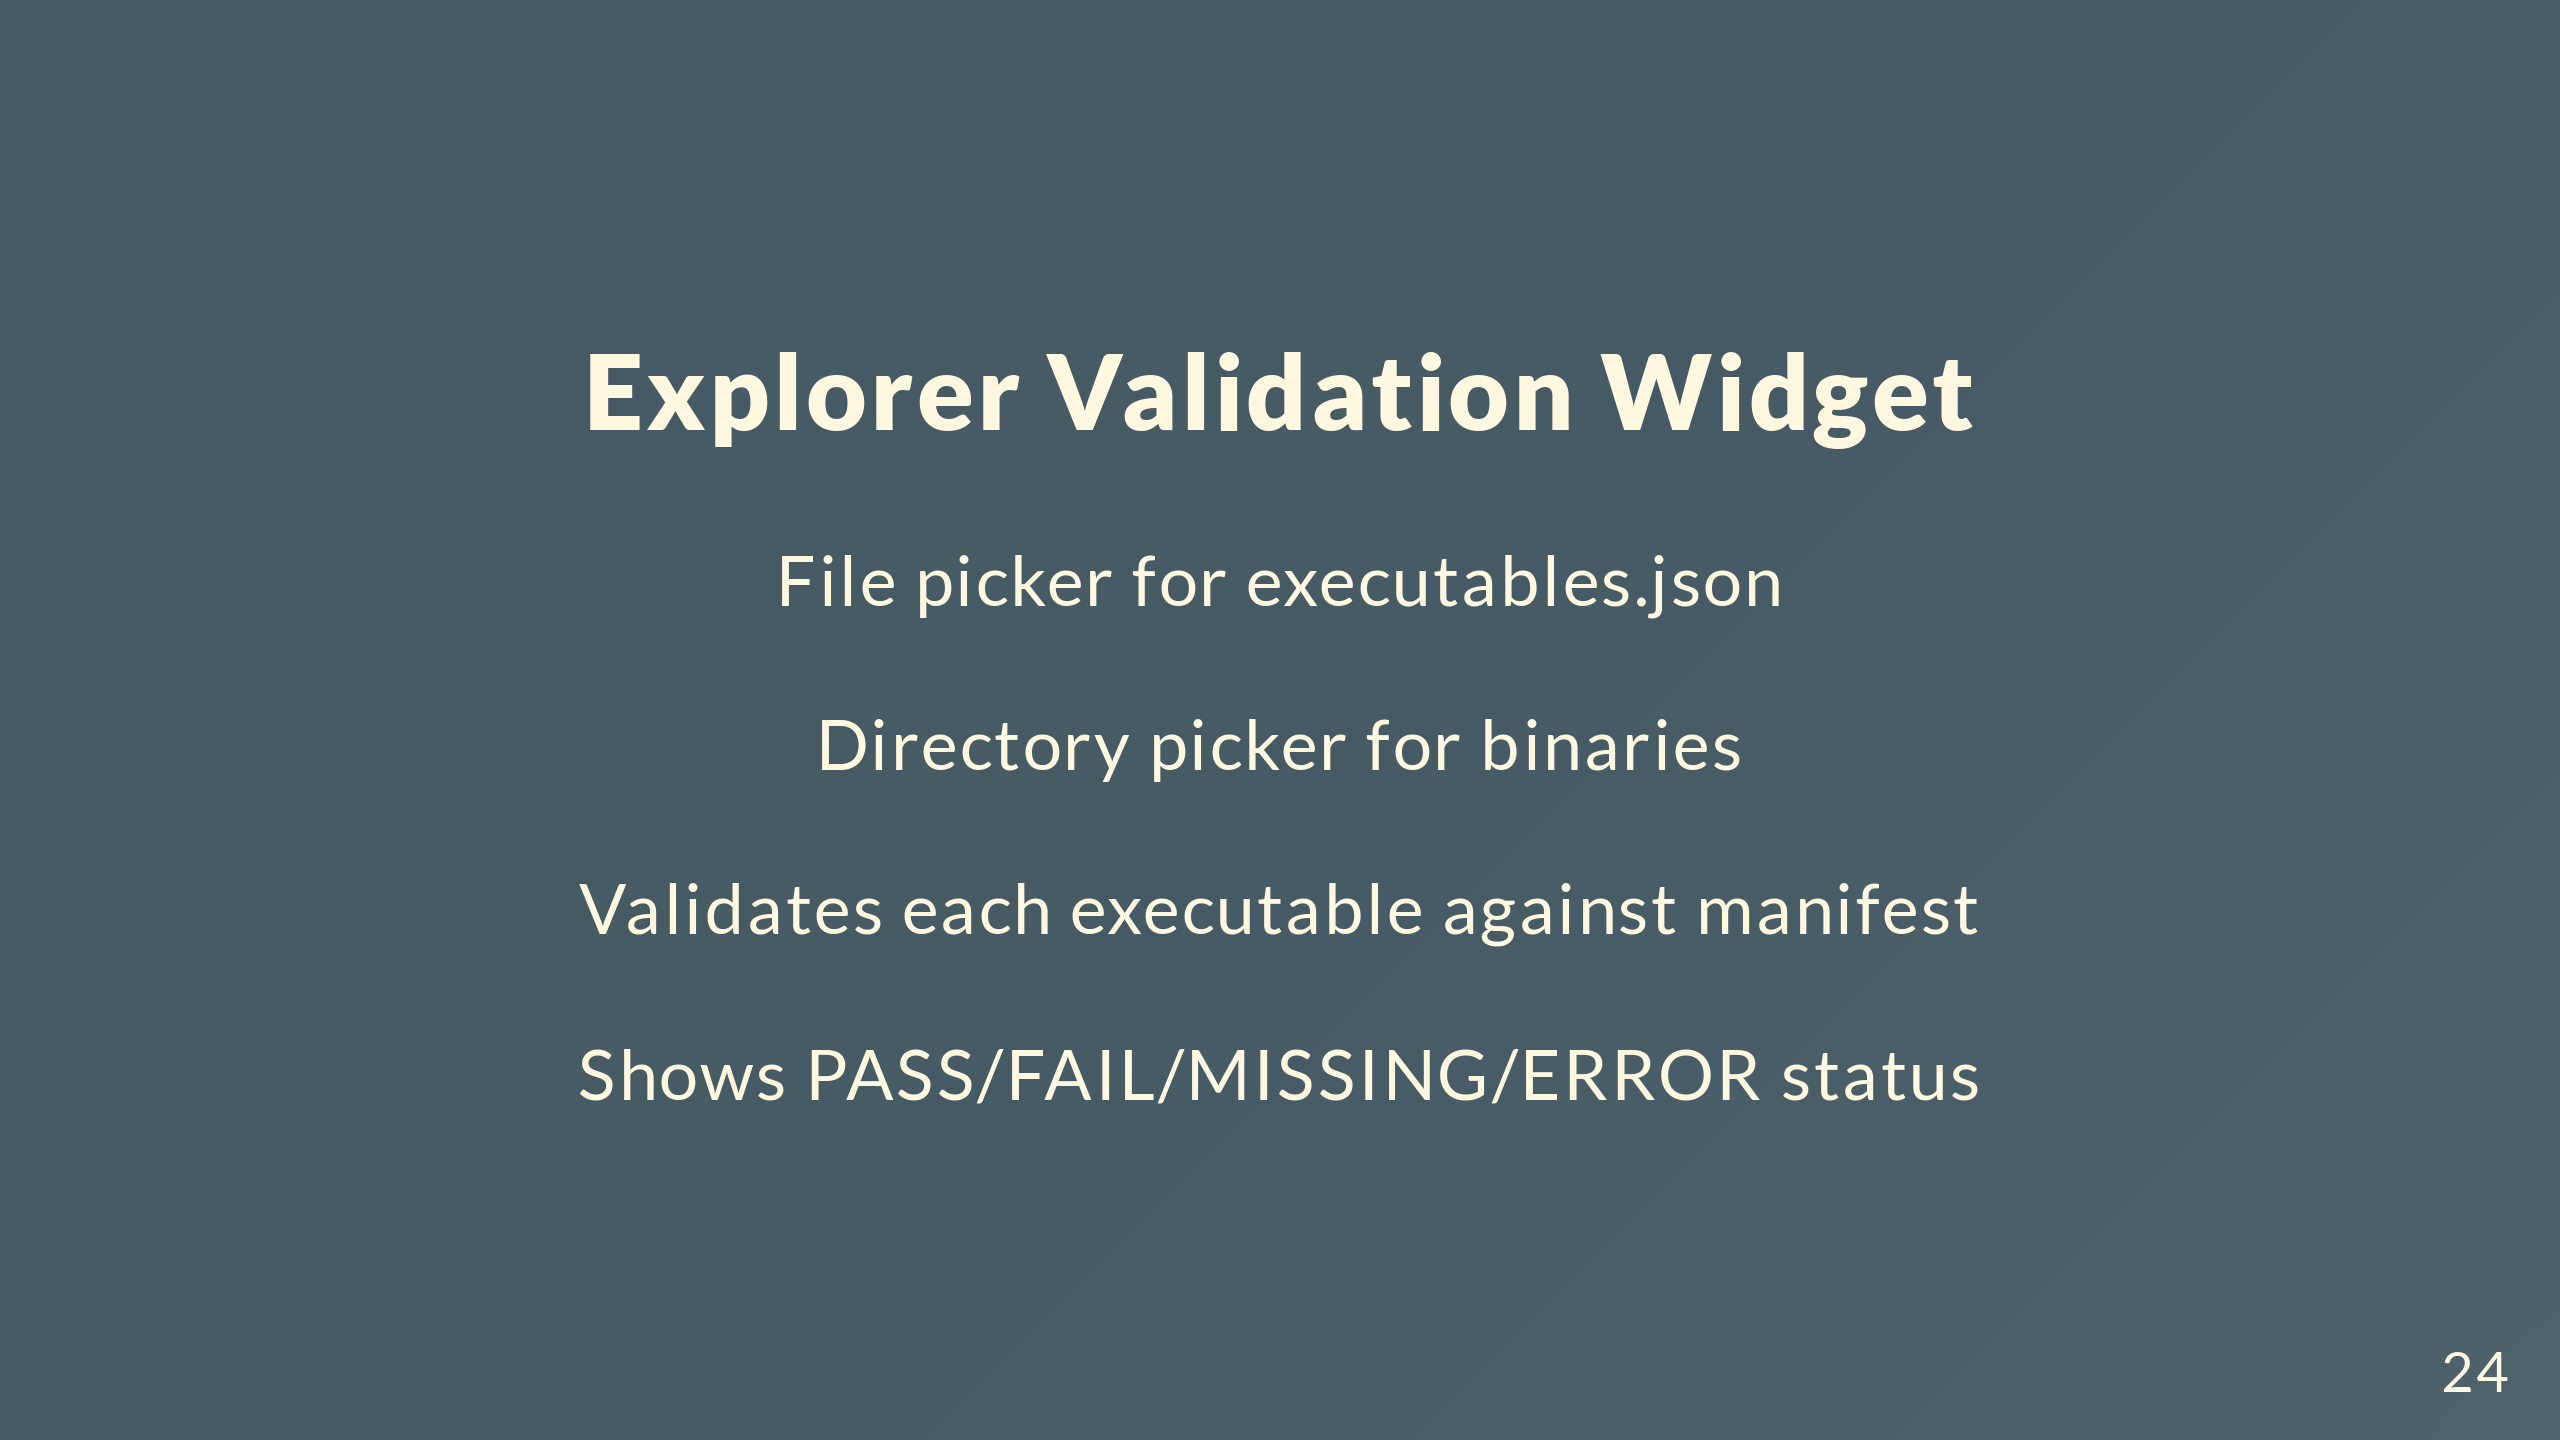 Explorer Validation Widget
File picker for executables.json
Directory picker for binaries
Validates each executable against manifest
Shows PASS/FAIL/MISSING/ERROR status
24